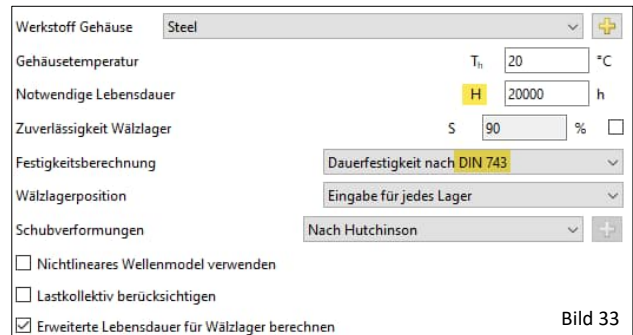 Werkstoff Gehäuse Steel
Gehäusetemperatur Th 20 °C
Notwendige Lebensdauer H 20000 h
Zuverlässigkeit Wälzlager S 90 %
Festigkeitsberechnung Dauerfestigkeit nach DIN 743
Wälzlagerposition Eingabe für jedes Lager
Schubverformungen Nach Hutchinson
Nichtlineares Wellenmodel verwenden
Lastkollektiv berücksichtigen
Erweiterte Lebensdauer für Wälzlager berechnen
Bild 33